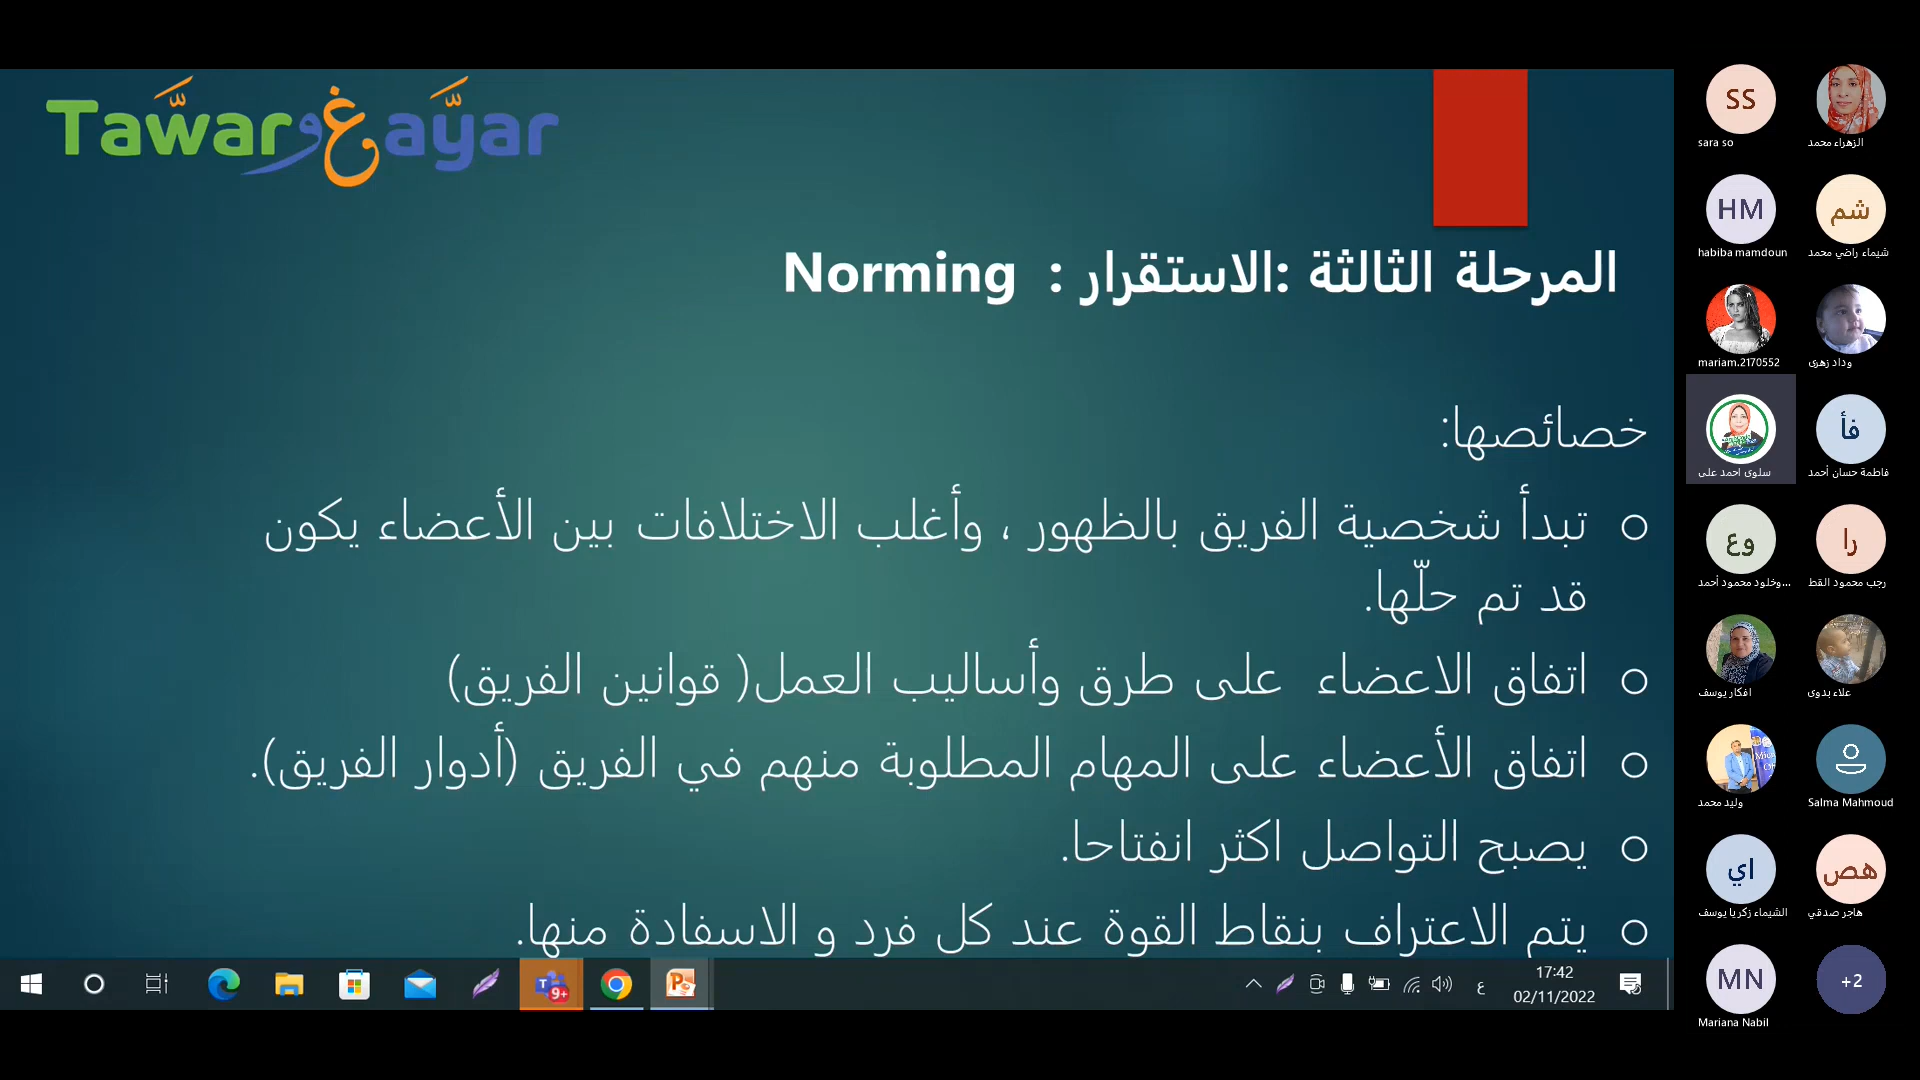 Tawar و غَ ayar
المرحلة الثالثة :الاستقرار : Norming
خصائصها:
تبدأ شخصية الفريق بالظهور ، وأغلب الاختلافات بين الأعضاء يكون
قد تم حلّها.
اتفاق الاعضاء على طرق وأساليب العمل( قوانين الفريق)
اتفاق الأعضاء على المهام المطلوبة منهم في الفريق (أدوار الفريق).
يصبح التواصل اكثر انفتاحا.
يتم الاعتراف بنقاط القوة عند كل فرد و الاسفادة منها.
9+
ع
17:42
02/11/2022
SS
sara so
الزهراء محمد
HM
habiba mamdoun
شم
شيماء راضي محمد
mariam.2170552
وداد زهرى
سلوى احمد على
فأ
فاطمة حسان أحمد
وع
وخلود محمود أحمد...
را
رجب محمود القط
افكار يوسف
علاء بدوى
وليد محمد
Salma Mahmoud
اي
الشيماء زكريا يوسف
هص
هاجر صدقي
MN
Mariana Nabil
+2